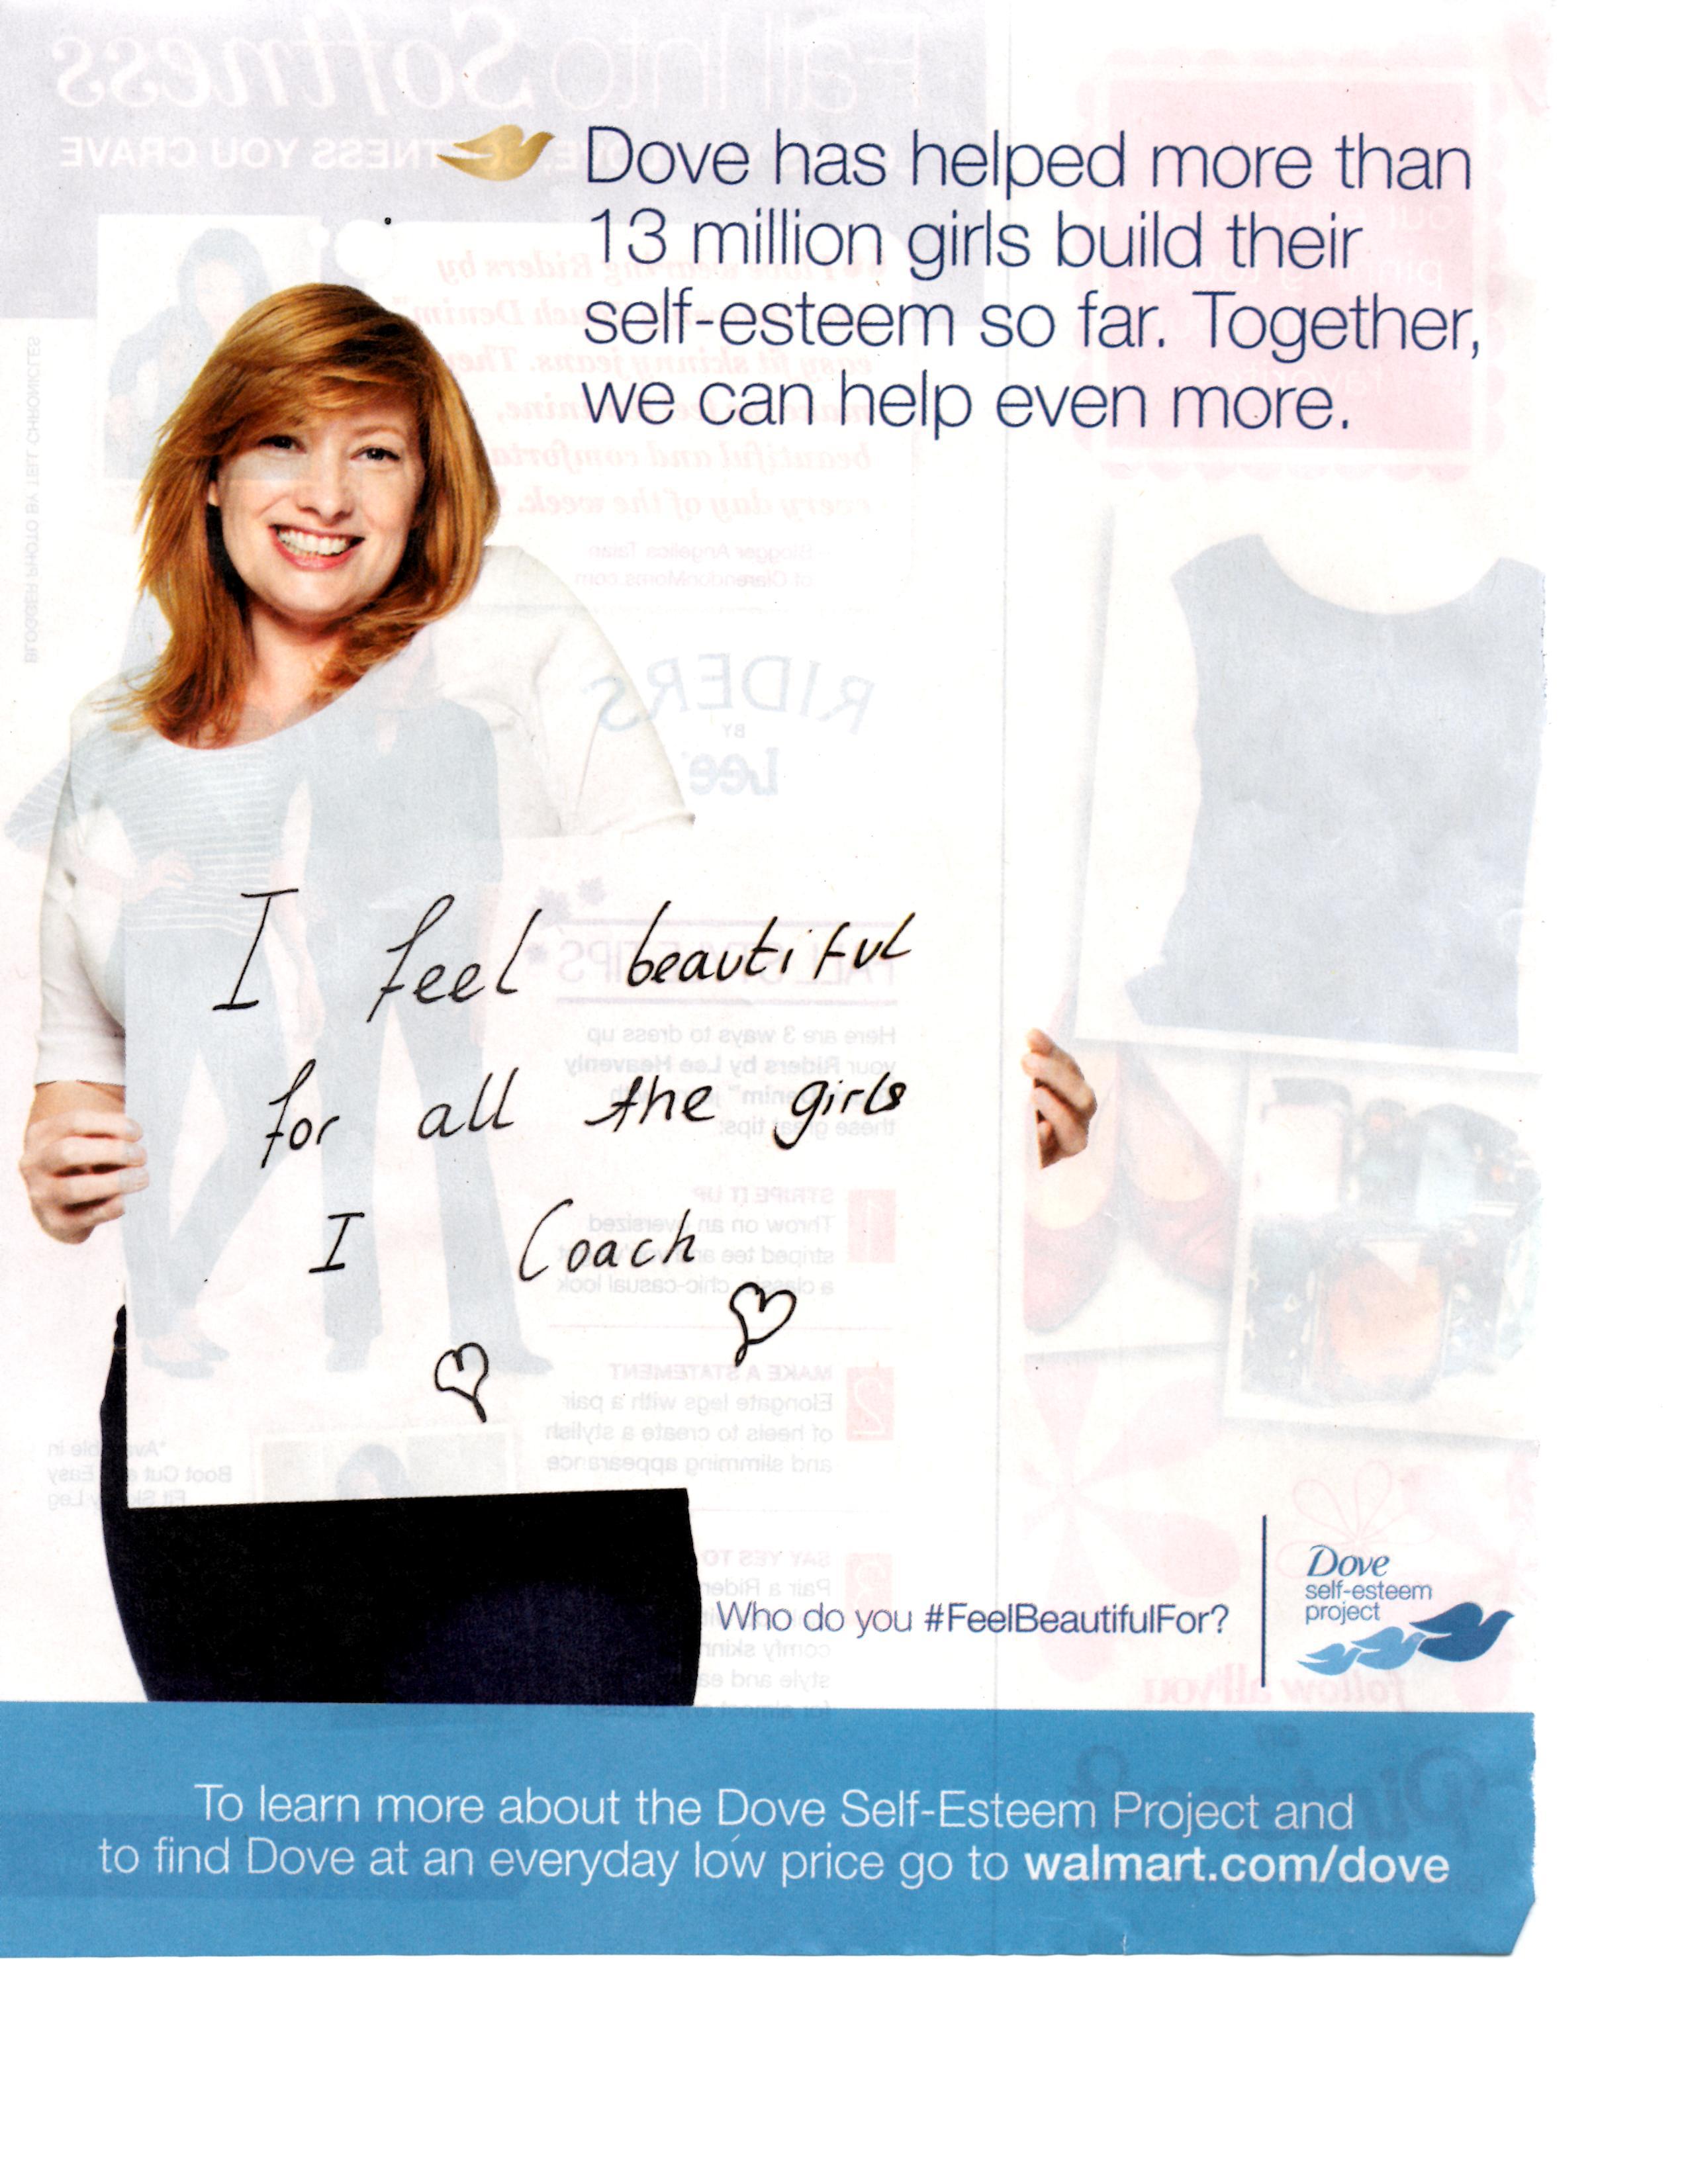 Dove has helped more than
13 million girls build their
self-esteem so far. Together,
we can help even more.
I feel beautiful
for all the girls
I Coach
Who do you #FeelBeautifulFor?
Dove
self-esteem
project
To learn more about the Dove Self-Esteem Project and
to find Dove at an everyday low price go to walmart.com/dove